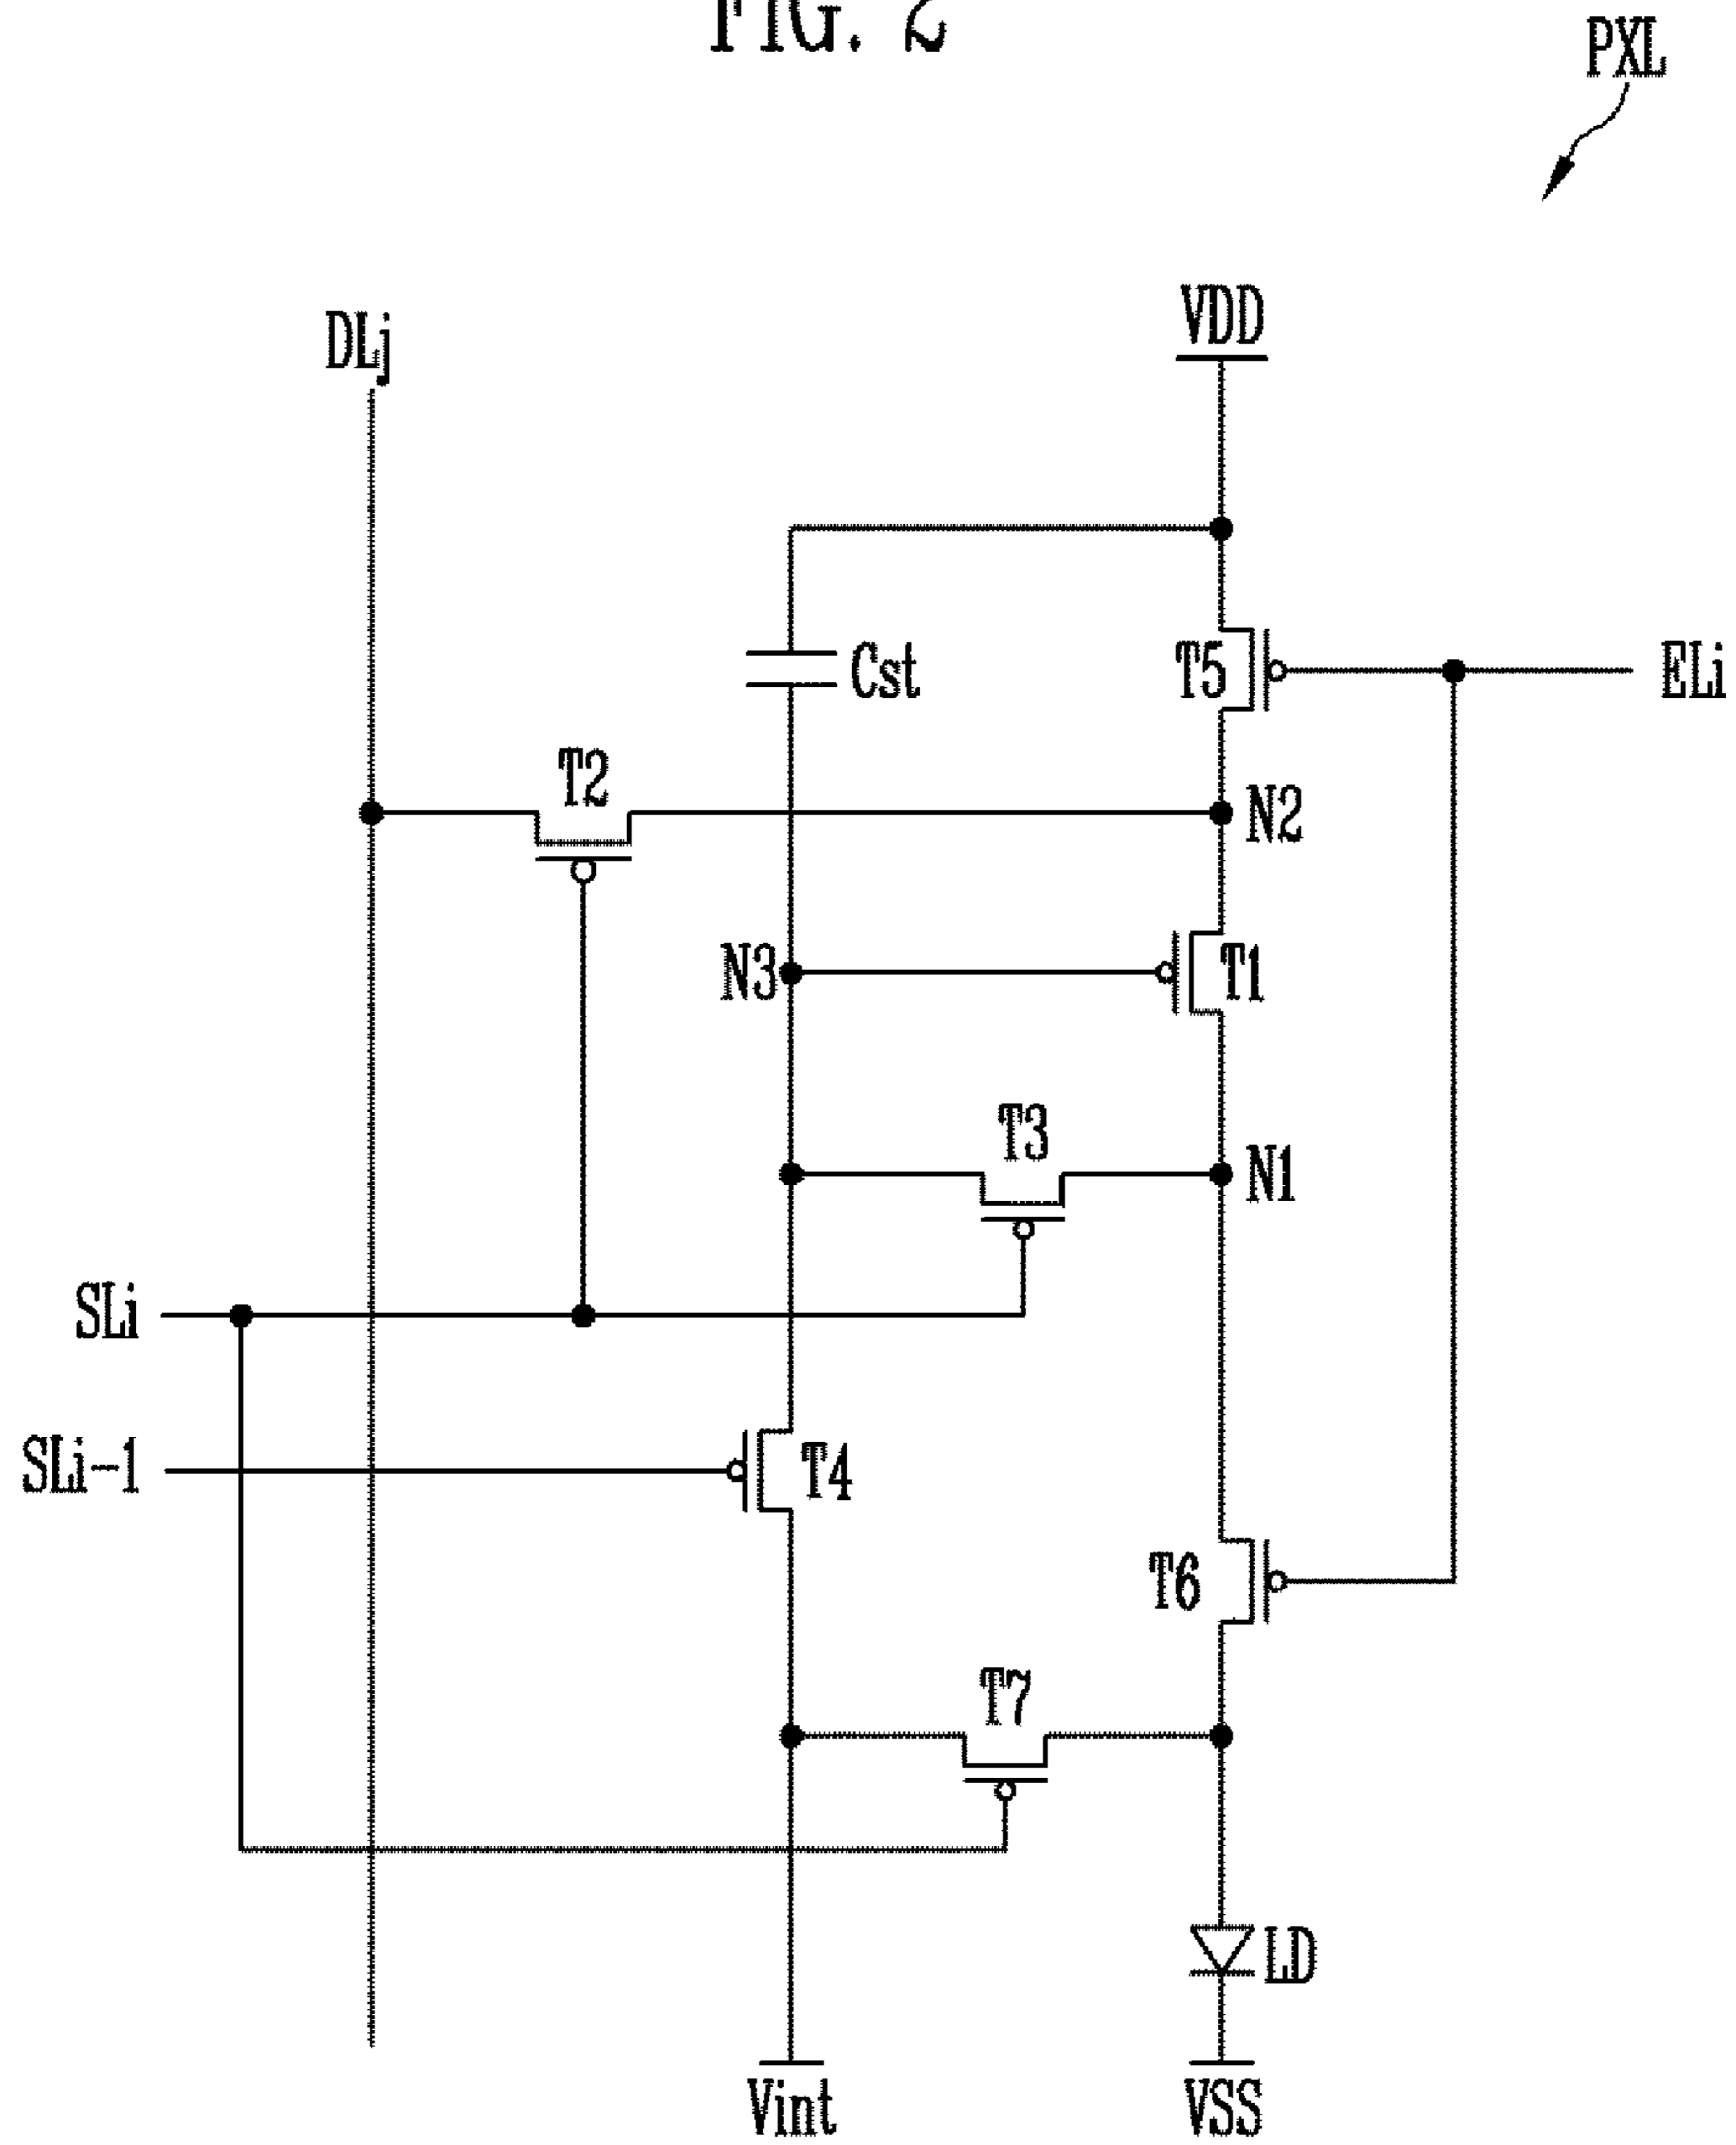 FIG. 2
PXL
VDD
DLj
Cst
T5
ELi
T2
N2
N3
T1
T3
N1
SLi
SLi-1
T4
T6
T7
LD
Vint
VSS